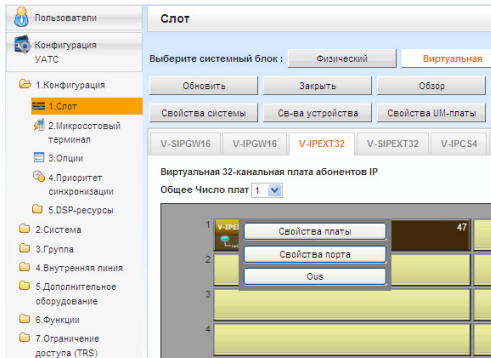 Пользователи
Слот
Конфигурация
УАТС
Выберите системный блок :
Физический
Виртуальная
1.Конфигурация
Обновить
Закрыть
Обзор
1.Слот
Свойства системы
Св-ва устройства
Свойства UM-платы
2.Микросотовый
терминал
3.Опции
V-SIPGW16
V-IPGW16
V-IPEXT32
V-SIPEXT32
V-IPCS4
4.Приоритет
синхронизации
Виртуальная 32-канальная плата абонентов IP
Общее Число плат
1
5.DSP-ресурсы
2.Система
3.Группа
4.Внутренняя линия
5.Дополнительное
оборудование
6.Функции
7.Ограничение
доступа (TRS)
1
47
Свойства платы
2
Свойства порта
Ous
3
4